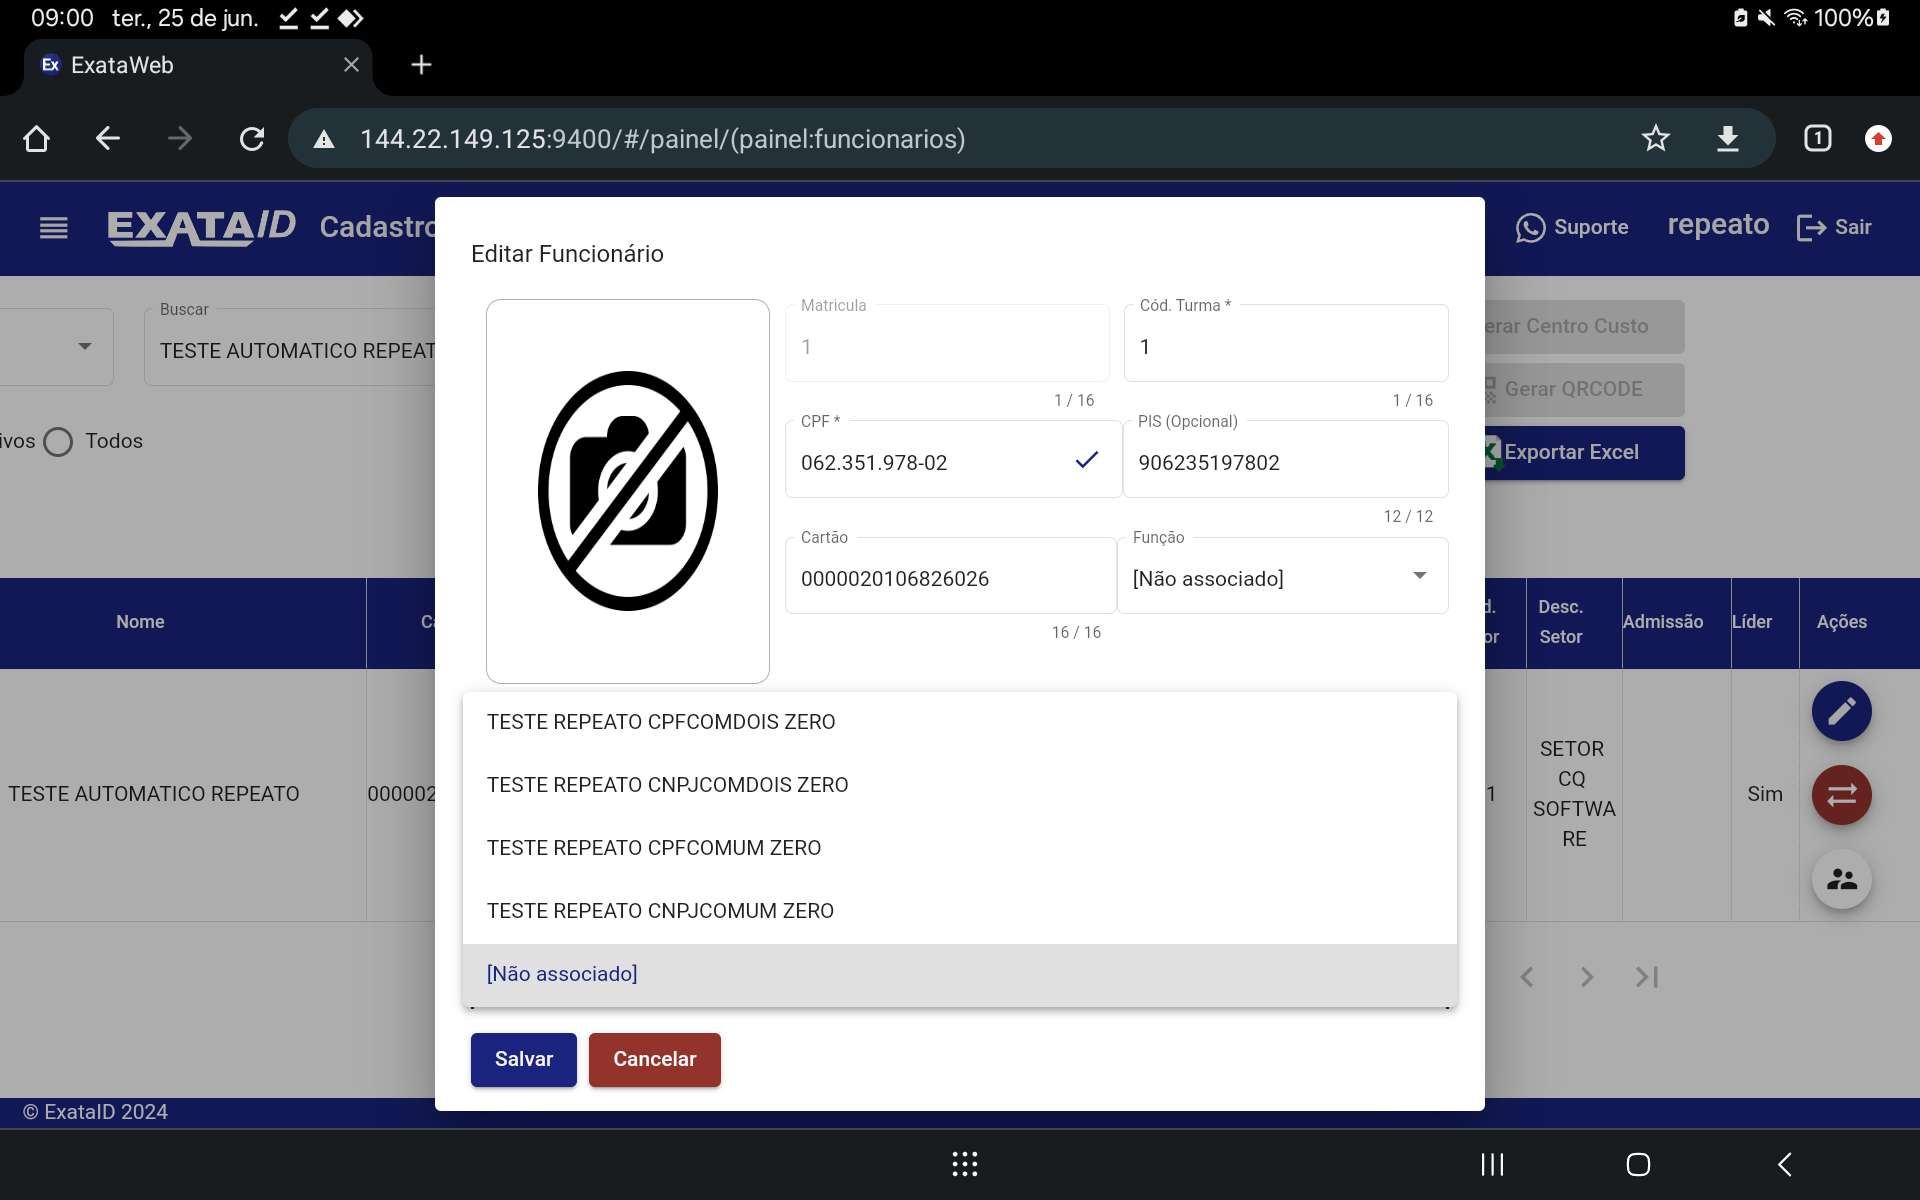 09:00 ter., 25 de jun. 100%
Ex ExataWeb
144.22.149.125:9400/#/painel/(painel:funcionarios) 1
EXATAID Cadastro Suporte repeato Sair
Editar Funcionário
Buscar
TESTE AUTOMATICO REPEAT
ivos Todos
Matricula
1
1 / 16
Cód. Turma *
1
1 / 16
CPF *
062.351.978-02
PIS (Opcional)
906235197802
12 / 12
Cartão
0000020106826026
16 / 16
Função
[Não associado]
erar Centro Custo
Gerar QRCODE
Exportar Excel
Nome Ca d. or Desc. Setor Admissão Líder Ações
TESTE AUTOMATICO REPEATO 000002 1
SETOR
CQ
SOFTWA
RE
Sim
TESTE REPEATO CPFCOMDOIS ZERO
TESTE REPEATO CNPJCOMDOIS ZERO
TESTE REPEATO CPFCOMUM ZERO
TESTE REPEATO CNPJCOMUM ZERO
[Não associado]
Salvar Cancelar
© ExataID 2024